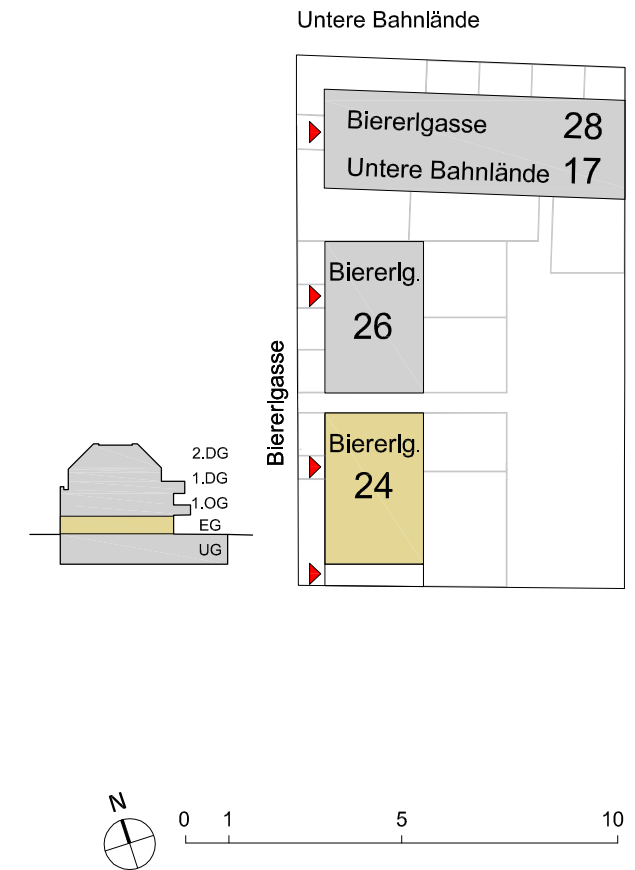 Untere Bahnlände
Biererlgasse 28
Untere Bahnlände 17
Biererlg.
26
Biererlgasse
Biererlg.
24
2.DG
1.DG
1.OG
EG
UG
N
0 1 5 10